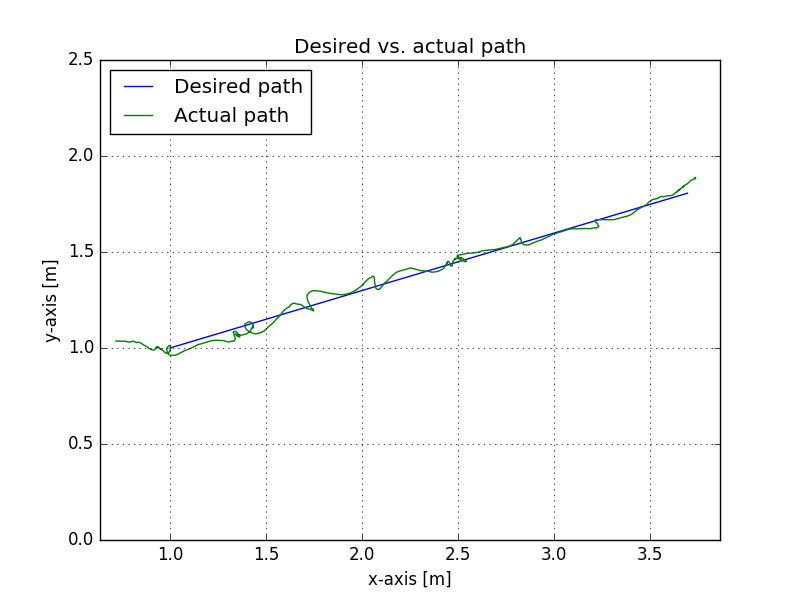 Desired vs. actual path
Desired path
Actual path
2.5
2.0
1.5
1.0
0.5
0.0
y-axis [m]
1.0 1.5 2.0 2.5 3.0 3.5
x-axis [m]